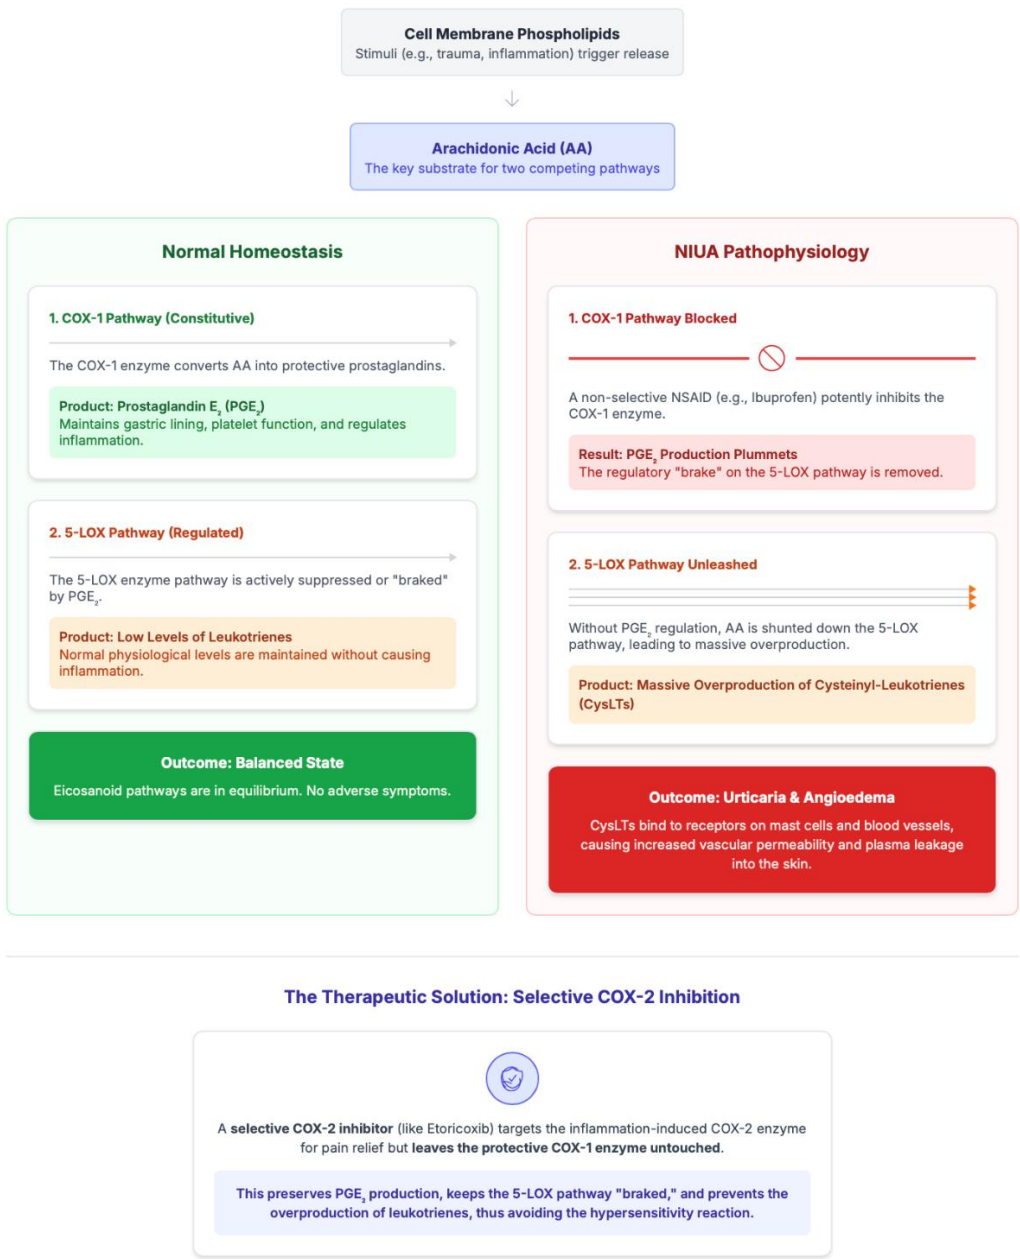 Cell Membrane Phospholipids
Stimuli (e.g., trauma, inflammation) trigger release
Arachidonic Acid (AA)
The key substrate for two competing pathways
Normal Homeostasis
1. COX-1 Pathway (Constitutive)
The COX-1 enzyme converts AA into protective prostaglandins.
Product: Prostaglandin E₂ (PGE₂)
Maintains gastric lining, platelet function, and regulates
inflammation.
2. 5-LOX Pathway (Regulated)
The 5-LOX enzyme pathway is actively suppressed or "braked"
by PGE₂.
Product: Low Levels of Leukotrienes
Normal physiological levels are maintained without causing
inflammation.
Outcome: Balanced State
Eicosanoid pathways are in equilibrium. No adverse symptoms.
NIUA Pathophysiology
1. COX-1 Pathway Blocked
A non-selective NSAID (e.g., Ibuprofen) potently inhibits the
COX-1 enzyme.
Result: PGE₂ Production Plummets
The regulatory "brake" on the 5-LOX pathway is removed.
2. 5-LOX Pathway Unleashed
Without PGE₂ regulation, AA is shunted down the 5-LOX
pathway, leading to massive overproduction.
Product: Massive Overproduction of Cysteinyl-Leukotrienes
(CysLTs)
Outcome: Urticaria & Angioedema
CysLTs bind to receptors on mast cells and blood vessels,
causing increased vascular permeability and plasma leakage
into the skin.
The Therapeutic Solution: Selective COX-2 Inhibition
A selective COX-2 inhibitor (like Etoricoxib) targets the inflammation-induced COX-2 enzyme
for pain relief but leaves the protective COX-1 enzyme untouched.
This preserves PGE₂ production, keeps the 5-LOX pathway "braked," and prevents the
overproduction of leukotrienes, thus avoiding the hypersensitivity reaction.